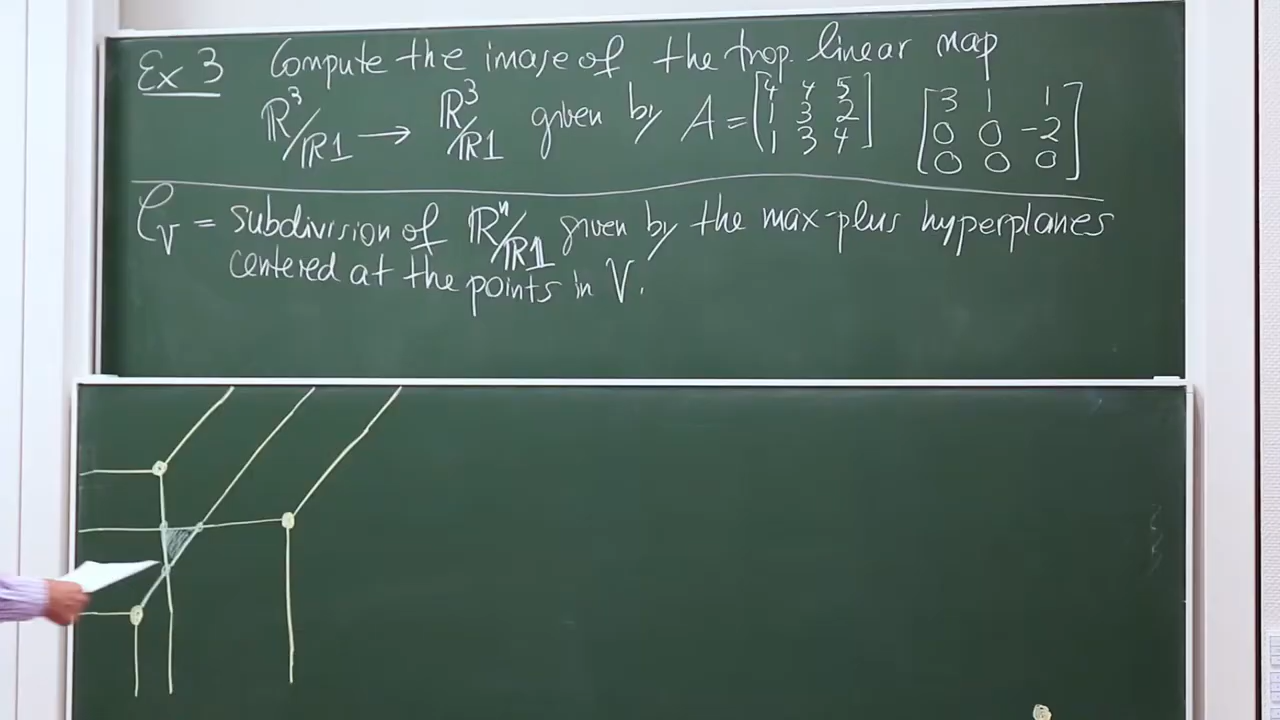 Ex 3 Compute the image of the trop. linear map
ℝ³/ℝ1 → ℝ³/ℝ1 given by A = [4 4 5; 1 3 2; 1 3 4] [3 1 1; 0 0 -2; 0 0 0]
𝒞_V = subdivision of ℝⁿ/ℝ1 given by the max-plus hyperplanes
centered at the points in V.